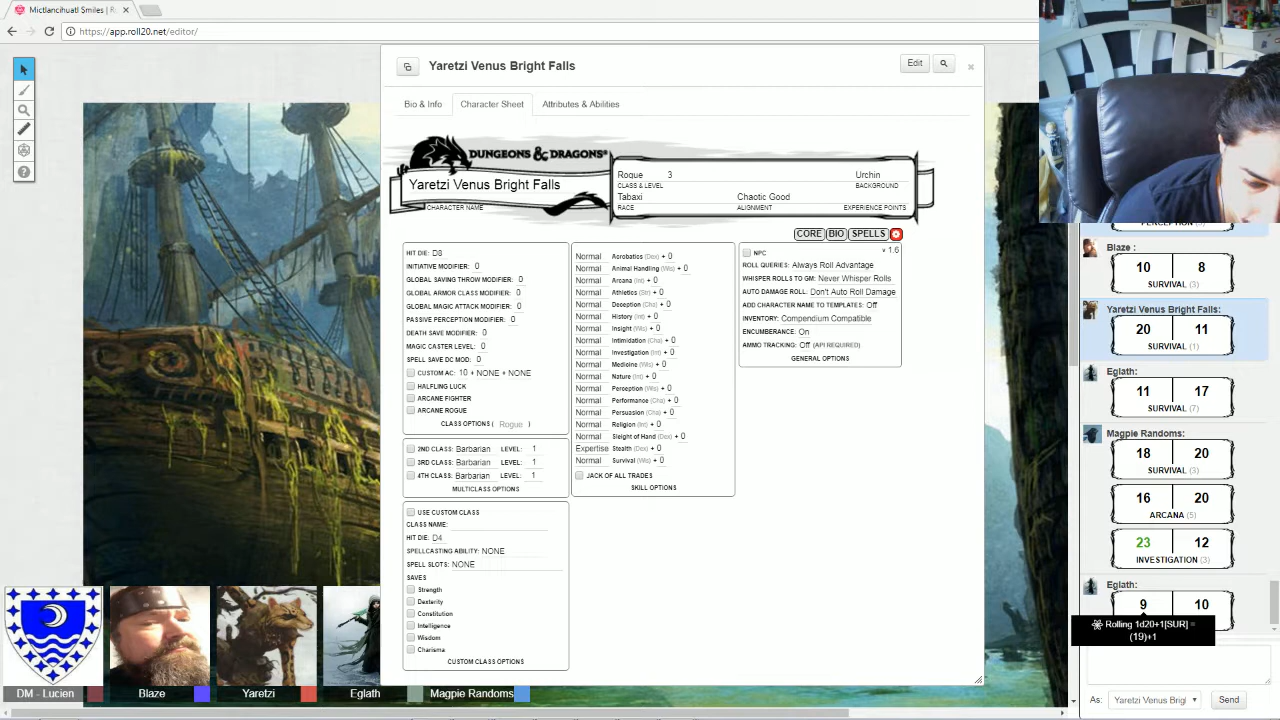 Mictlancihuatl Smiles | R
https://app.roll20.net/editor/
Yaretzi Venus Bright Falls
Edit
Bio & Info
Character Sheet
Attributes & Abilities
DUNGEONS & DRAGONS®
Yaretzi Venus Bright Falls
CHARACTER NAME
Rogue 3
CLASS & LEVEL
Urchin
BACKGROUND
Tabaxi
RACE
Chaotic Good
ALIGNMENT
EXPERIENCE POINTS
CORE BIO SPELLS
HIT DIE: D8
INITIATIVE MODIFIER: 0
GLOBAL SAVING THROW MODIFIER: 0
GLOBAL ARMOR CLASS MODIFIER: 0
GLOBAL MAGIC ATTACK MODIFIER: 0
PASSIVE PERCEPTION MODIFIER: 0
DEATH SAVE MODIFIER: 0
MAGIC CASTER LEVEL: 0
SPELL SAVE DC MOD: 0
CUSTOM AC: 10 + NONE + NONE
HALFLING LUCK
ARCANE FIGHTER
ARCANE ROGUE
CLASS OPTIONS ( Rogue )
2ND CLASS: Barbarian LEVEL: 1
3RD CLASS: Barbarian LEVEL: 1
4TH CLASS: Barbarian LEVEL: 1
MULTICLASS OPTIONS
USE CUSTOM CLASS
CLASS NAME:
HIT DIE: D4
SPELLCASTING ABILITY: NONE
SPELL SLOTS: NONE
SAVES
Strength
Dexterity
Constitution
Intelligence
Wisdom
Charisma
CUSTOM CLASS OPTIONS
Normal Acrobatics (Dex) + 0
Normal Animal Handling (Wis) + 0
Normal Arcana (Int) + 0
Normal Athletics (Str) + 0
Normal Deception (Cha) + 0
Normal History (Int) + 0
Normal Insight (Wis) + 0
Normal Intimidation (Cha) + 0
Normal Investigation (Int) + 0
Normal Medicine (Wis) + 0
Normal Nature (Int) + 0
Normal Perception (Wis) + 0
Normal Performance (Cha) + 0
Normal Persuasion (Cha) + 0
Normal Religion (Int) + 0
Normal Sleight of Hand (Dex) + 0
Expertise Stealth (Dex) + 0
Normal Survival (Wis) + 0
JACK OF ALL TRADES
SKILL OPTIONS
NPC
v 1.6
ROLL QUERIES: Always Roll Advantage
WHISPER ROLLS TO GM: Never Whisper Rolls
AUTO DAMAGE ROLL: Don't Auto Roll Damage
ADD CHARACTER NAME TO TEMPLATES: Off
INVENTORY: Compendium Compatible
ENCUMBERANCE: On
AMMO TRACKING: Off (API REQUIRED)
GENERAL OPTIONS
PERCEPTION (3)
Blaze :
10 8
SURVIVAL (3)
Yaretzi Venus Bright Falls:
20 11
SURVIVAL (1)
Eglath:
11 17
SURVIVAL (7)
Magpie Randoms:
18 20
SURVIVAL (3)
16 20
ARCANA (5)
23 12
INVESTIGATION (3)
Eglath:
9 10
Rolling 1d20+1[SUR] =
(19)+1
As: Yaretzi Venus Brigl
Send
DM - Lucien
Blaze
Yaretzi
Eglath
Magpie Randoms